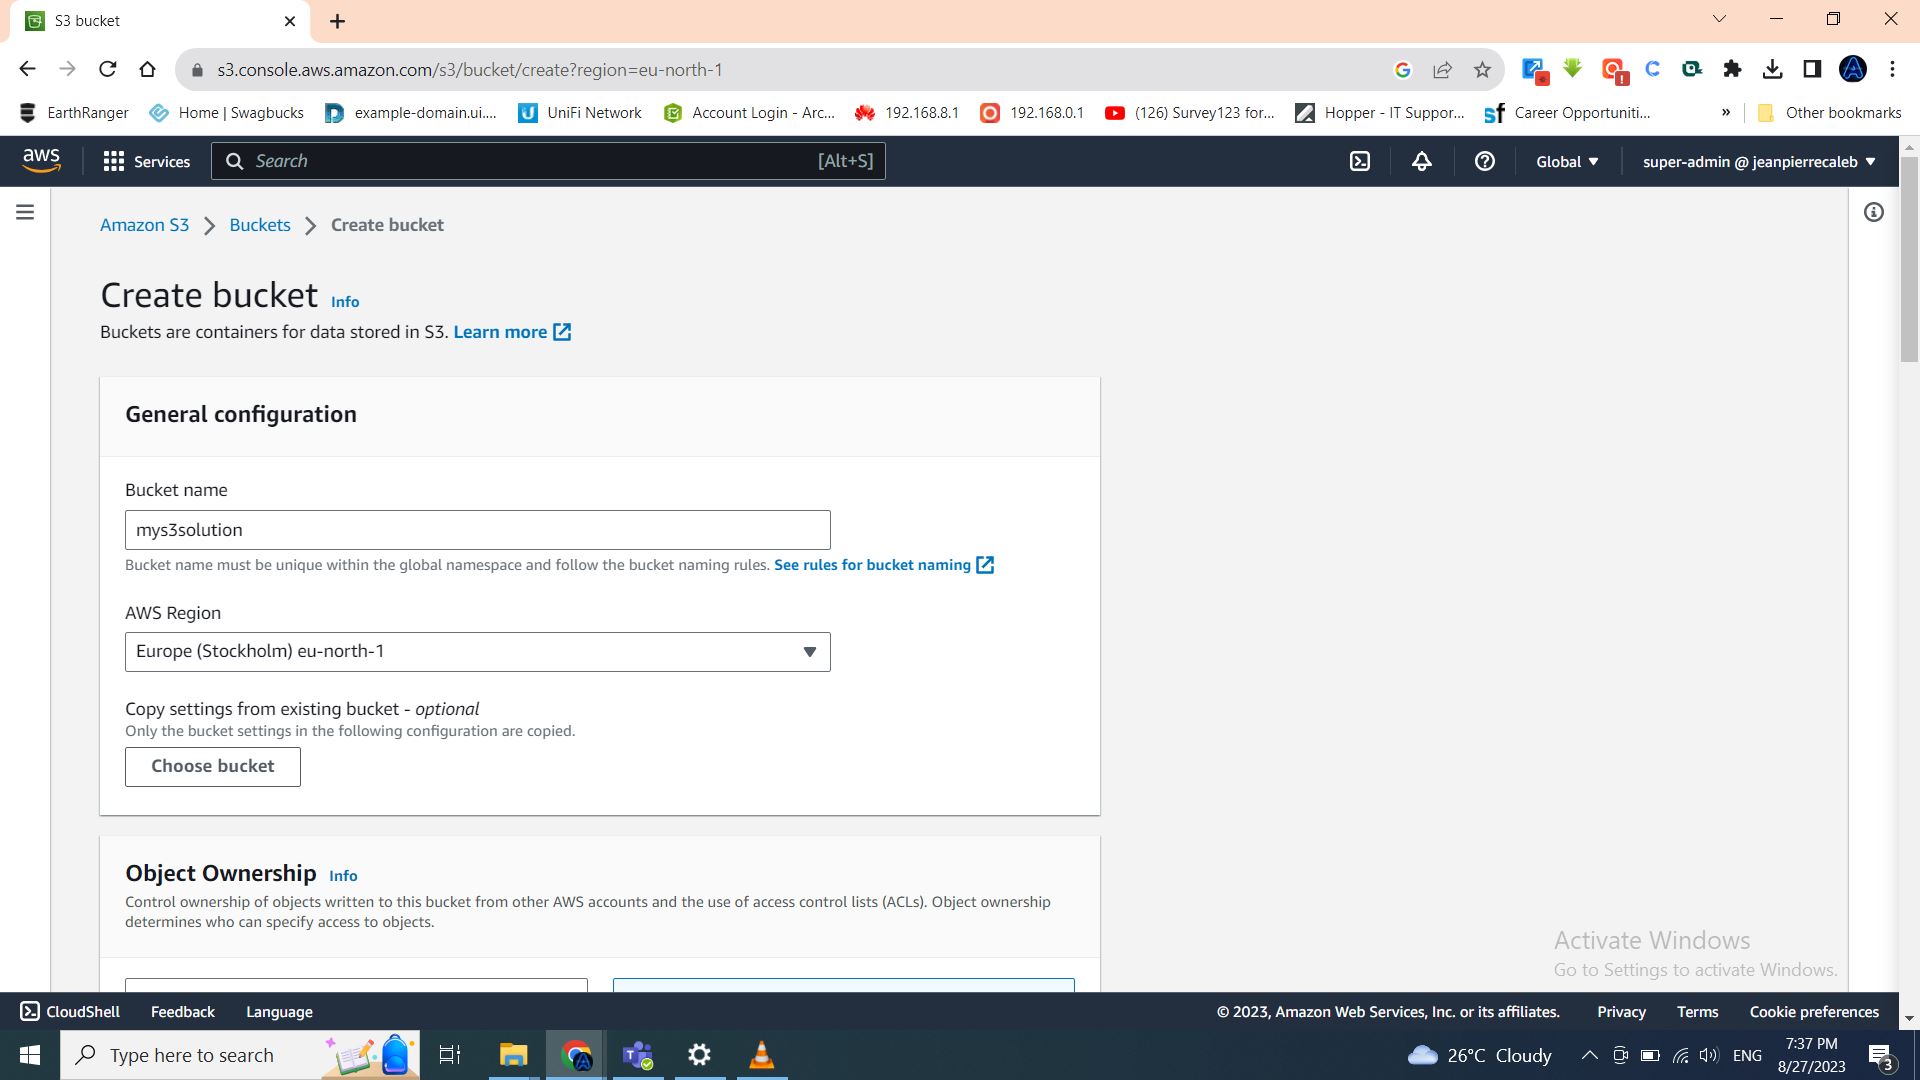 S3 bucket
s3.console.aws.amazon.com/s3/bucket/create?region=eu-north-1
EarthRanger Home | Swagbucks example-domain.ui.... UniFi Network Account Login - Arc... 192.168.8.1 192.168.0.1 (126) Survey123 for... Hopper - IT Suppor... Career Opportuniti... » Other bookmarks
aws Services Search [Alt+S] Global super-admin @ jeanpierrecaleb
Amazon S3 Buckets Create bucket
Create bucket Info
Buckets are containers for data stored in S3. Learn more
General configuration
Bucket name
mys3solution
Bucket name must be unique within the global namespace and follow the bucket naming rules. See rules for bucket naming
AWS Region
Europe (Stockholm) eu-north-1
Copy settings from existing bucket - optional
Only the bucket settings in the following configuration are copied.
Choose bucket
Object Ownership Info
Control ownership of objects written to this bucket from other AWS accounts and the use of access control lists (ACLs). Object ownership
determines who can specify access to objects.
Activate Windows
Go to Settings to activate Windows.
CloudShell Feedback Language © 2023, Amazon Web Services, Inc. or its affiliates. Privacy Terms Cookie preferences
Type here to search 26°C Cloudy ENG 7:37 PM
8/27/2023 3